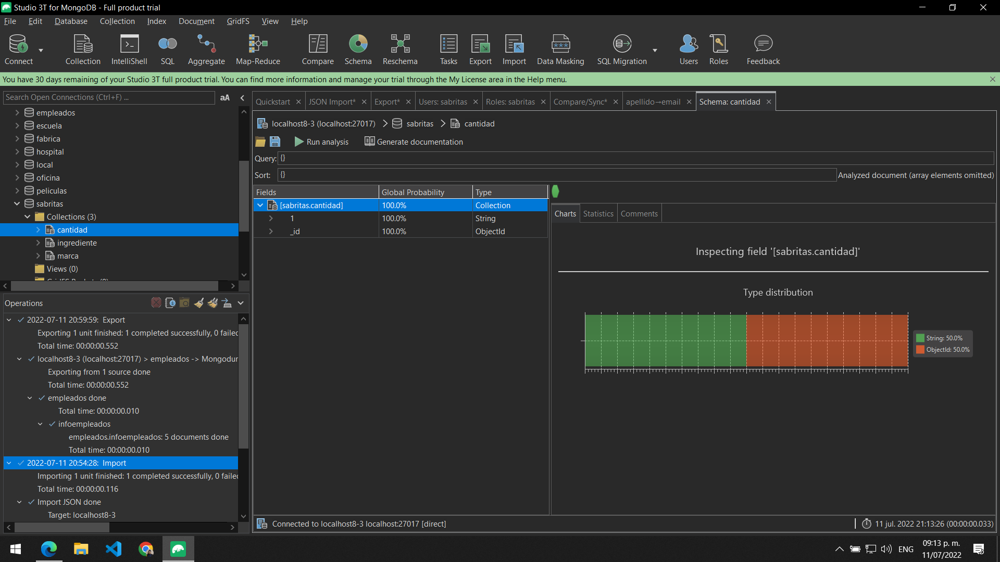 Studio 3T for MongoDB - Full product trial
File Edit Database Collection Index Document GridFS View Help
Connect Collection IntelliShell SQL Aggregate Map-Reduce Compare Schema Reschema Tasks Export Import Data Masking SQL Migration Users Roles Feedback
You have 30 days remaining of your Studio 3T full product trial. You can find more information and manage your trial through the My License area in the Help menu.
Search Open Connections (Ctrl+F) ... aA
empleados
escuela
fabrica
hospital
local
oficina
peliculas
sabritas
Collections (3)
cantidad
ingrediente
marca
Views (0)
Operations
2022-07-11 20:59:59: Export
Exporting 1 unit finished: 1 completed successfully, 0 failed
Total time: 00:00:00.552
localhost8-3 (localhost:27017) > empleados -> Mongodum
Exporting from 1 source done
Total time: 00:00:00.552
empleados done
Total time: 00:00:00.010
infoempleados
empleados.infoempleados: 5 documents done
Total time: 00:00:00.010
2022-07-11 20:54:28: Import
Importing 1 unit finished: 1 completed successfully, 0 failed
Total time: 00:00:00.116
Import JSON done
Target: localhost8-3
Quickstart JSON Import* Export* Users: sabritas Roles: sabritas Compare/Sync* apellido→email Schema: cantidad
localhost8-3 (localhost:27017) sabritas cantidad
Run analysis Generate documentation
Query: {}
Sort: {} Analyzed document (array elements omitted)
Fields Global Probability Type
[sabritas.cantidad] 100.0% Collection
1 100.0% String
_id 100.0% ObjectId
Charts Statistics Comments
Inspecting field '[sabritas.cantidad]'
Type distribution
String: 50.0%
ObjectId: 50.0%
Connected to localhost8-3 localhost:27017 [direct] 11 jul. 2022 21:13:26 (00:00:00.033)
ENG 09:13 p. m.
11/07/2022